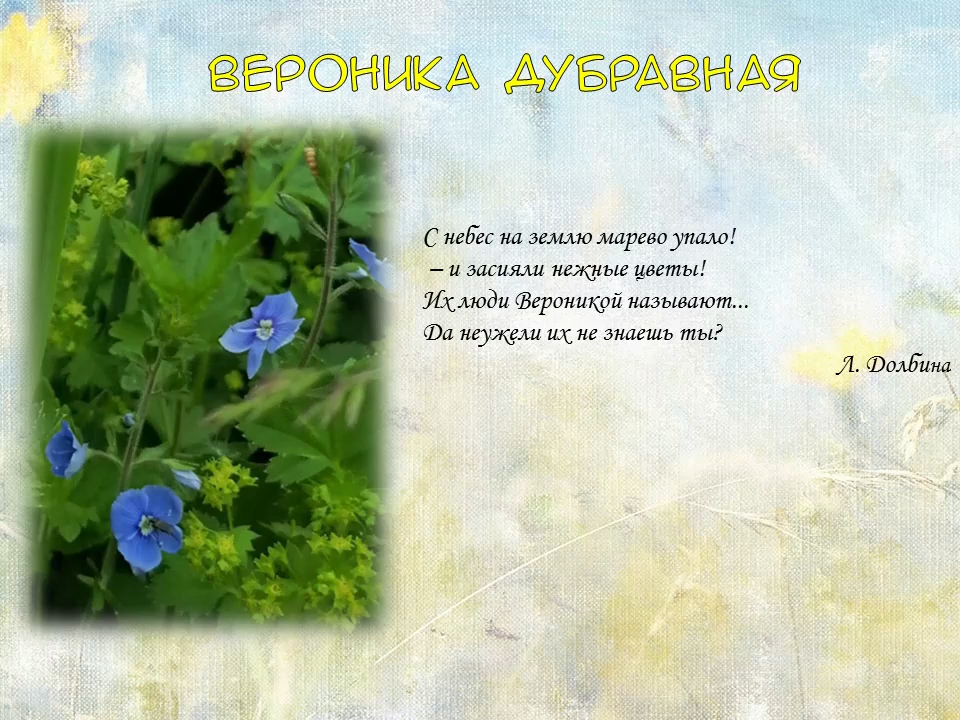 ВЕРОНИКА ДУБРАВНАЯ
С небес на землю марево упало!
– и засияли нежные цветы!
Их люди Вероникой называют...
Да неужели их не знаешь ты?
Л. Долбина